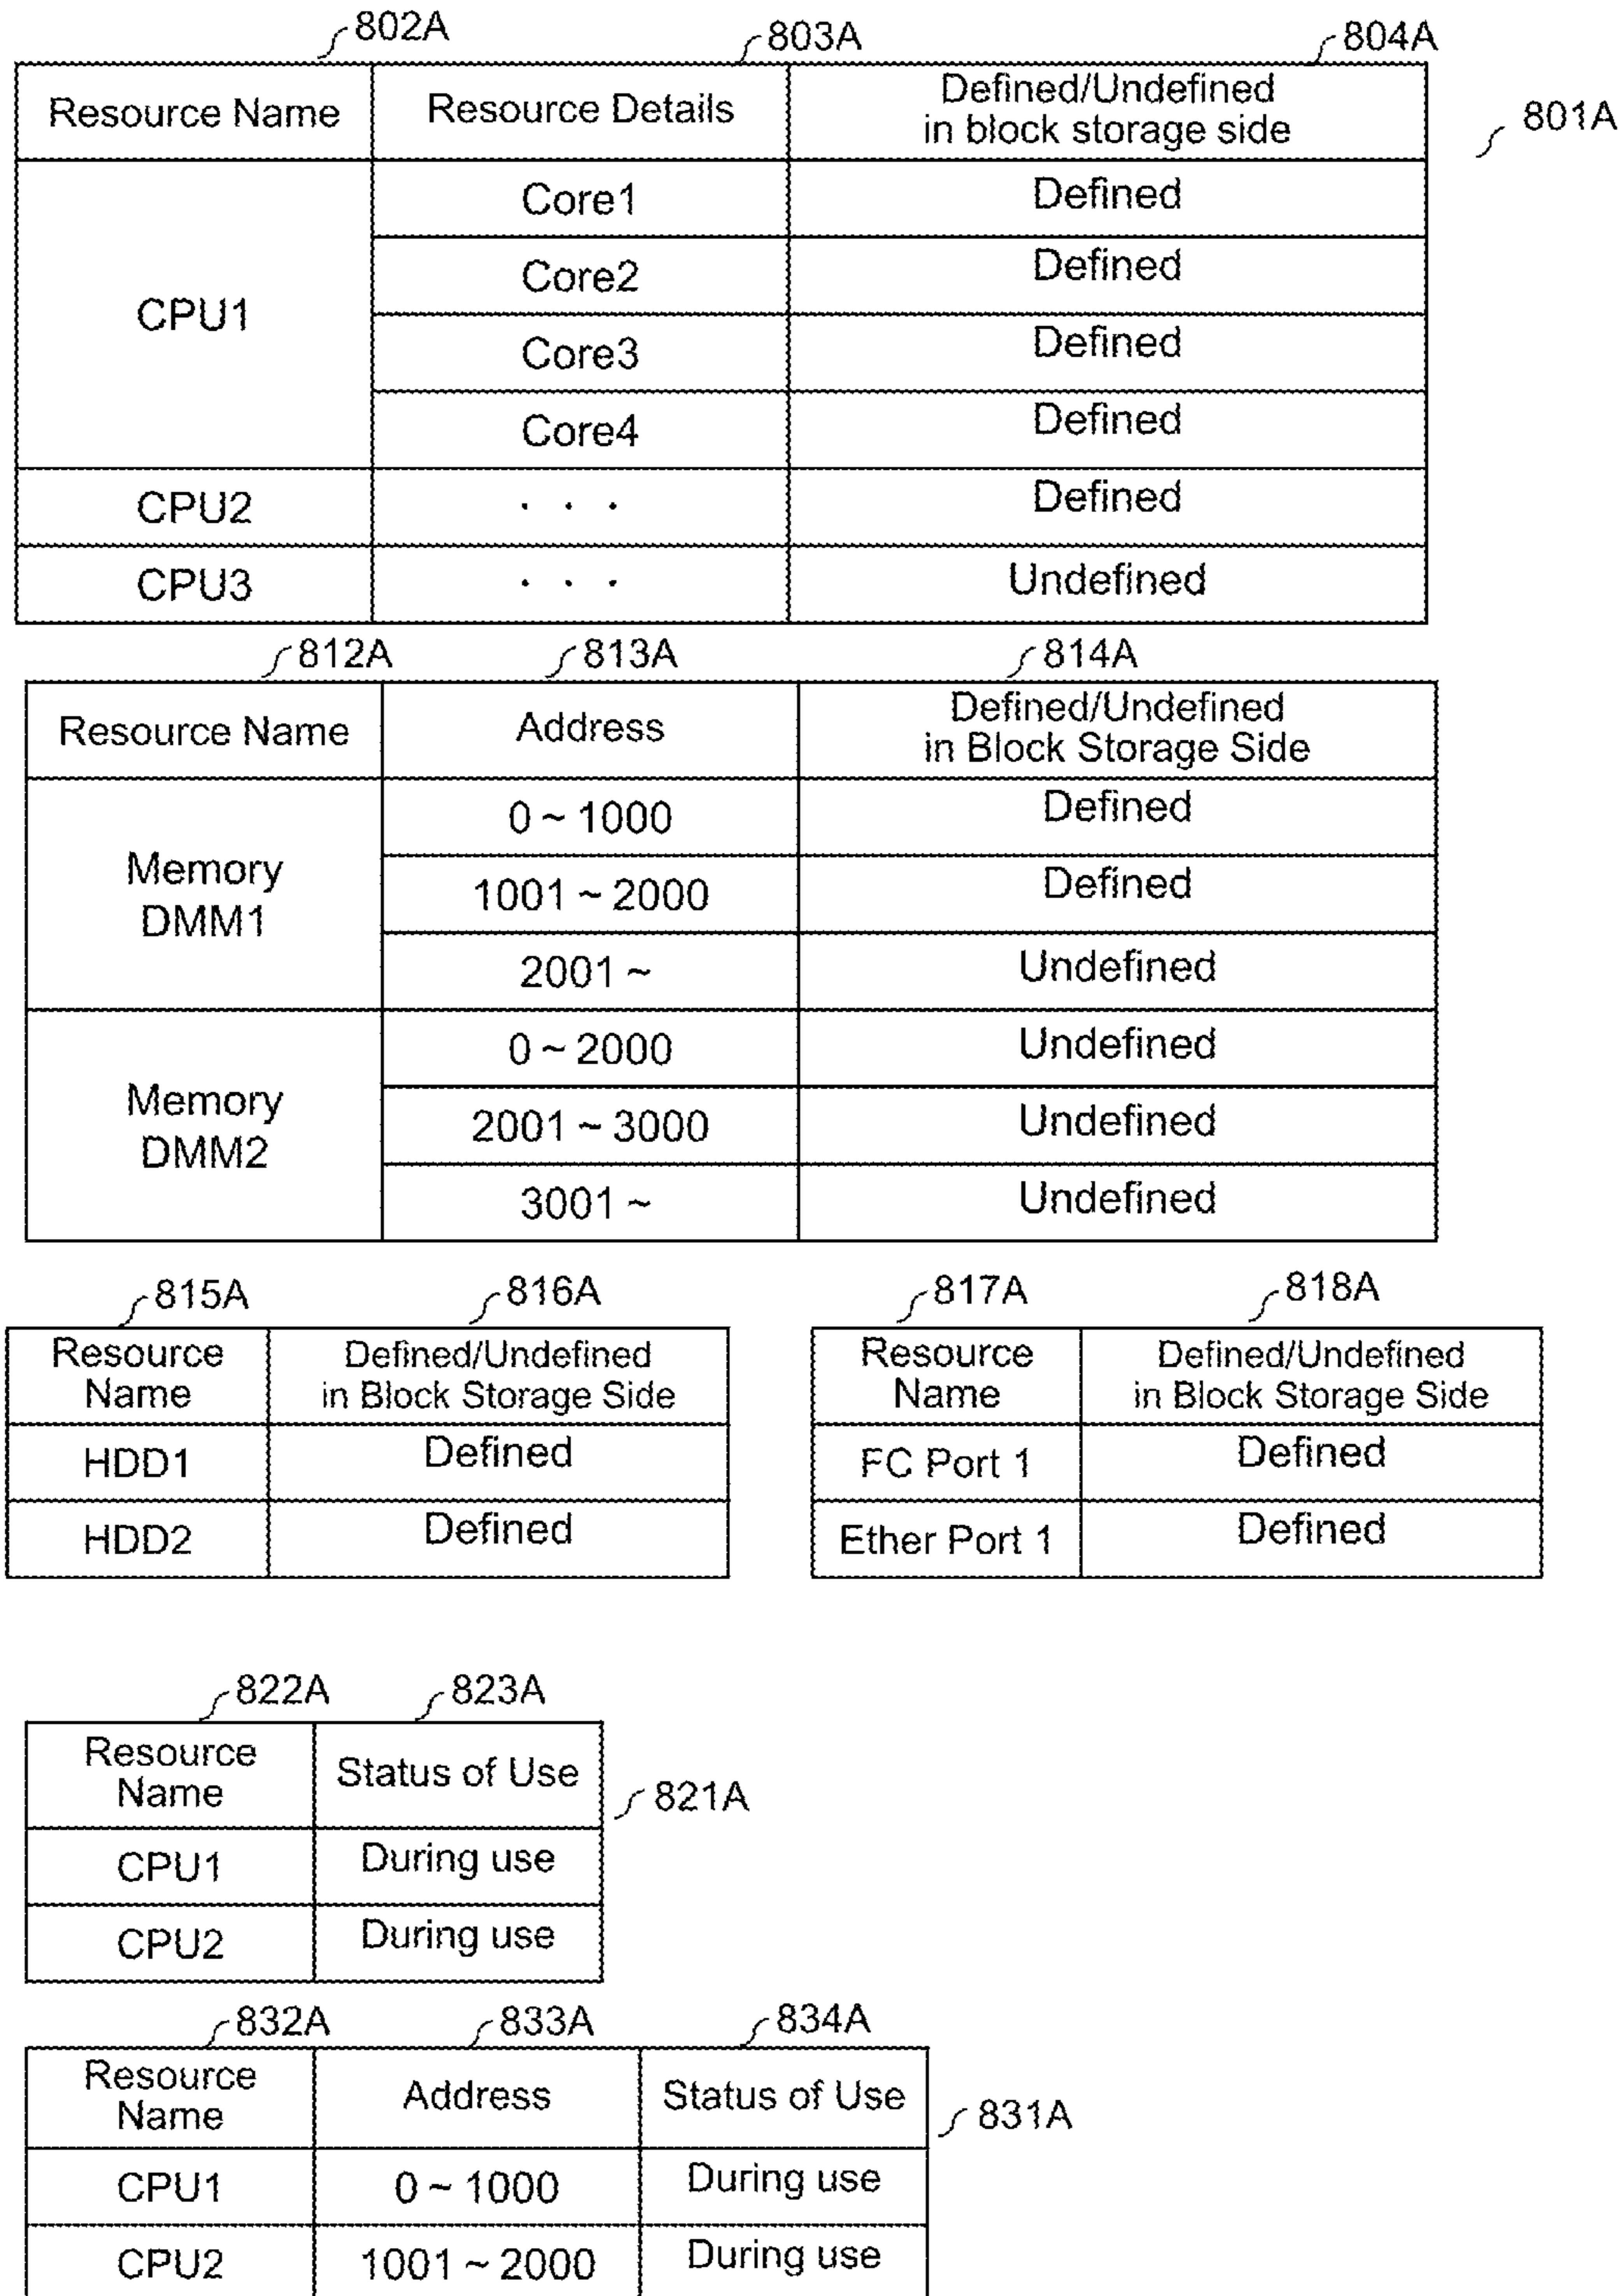 802A
803A
804A
801A
Resource Name
Resource Details
Defined/Undefined
in block storage side
CPU1
Core1
Defined
Core2
Defined
Core3
Defined
Core4
Defined
CPU2
. . .
Defined
CPU3
. . .
Undefined
812A
813A
814A
Resource Name
Address
Defined/Undefined
in Block Storage Side
Memory
DMM1
0 ~ 1000
Defined
1001 ~ 2000
Defined
2001 ~
Undefined
Memory
DMM2
0 ~ 2000
Undefined
2001 ~ 3000
Undefined
3001 ~
Undefined
815A
816A
Resource
Name
Defined/Undefined
in Block Storage Side
HDD1
Defined
HDD2
Defined
817A
818A
Resource
Name
Defined/Undefined
in Block Storage Side
FC Port 1
Defined
Ether Port 1
Defined
822A
823A
821A
Resource
Name
Status of Use
CPU1
During use
CPU2
During use
832A
833A
834A
831A
Resource
Name
Address
Status of Use
CPU1
0 ~ 1000
During use
CPU2
1001 ~ 2000
During use